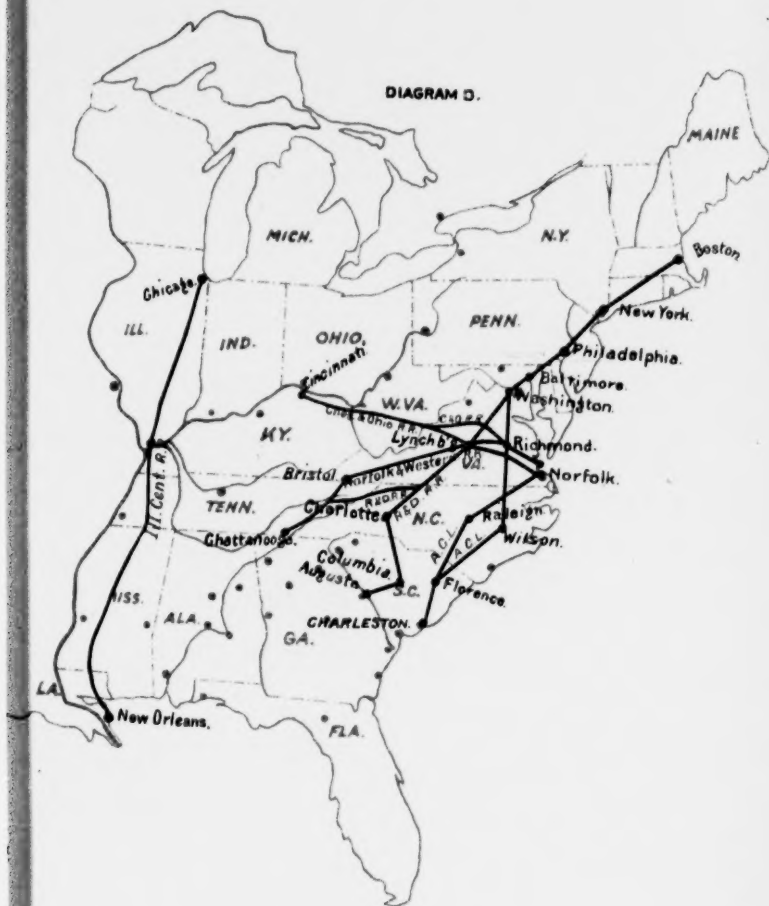 DIAGRAM D.
MAINE
MICH.
N.Y.
Boston
Chicago.
New York.
ILL.
IND.
OHIO.
PENN.
Philadelphia.
Cincinnati.
Baltimore.
W.VA.
Washington.
Ches. & Ohio R.R.
C & O R.R.
KY.
Lynchb'g
Richmond.
VA.
Ill. Cent. R.
Bristol.
Norfolk & Western R.R.
Norfolk.
TENN.
R & D R.R.
Charlotte
R & D. R.R.
N.C.
Raleigh
Chattanooga.
A.C.L.
A.C.L.
Wilson.
Columbia.
Augusta.
S.C.
Florence.
MISS.
ALA.
GA.
CHARLESTON.
LA.
New Orleans.
FLA.